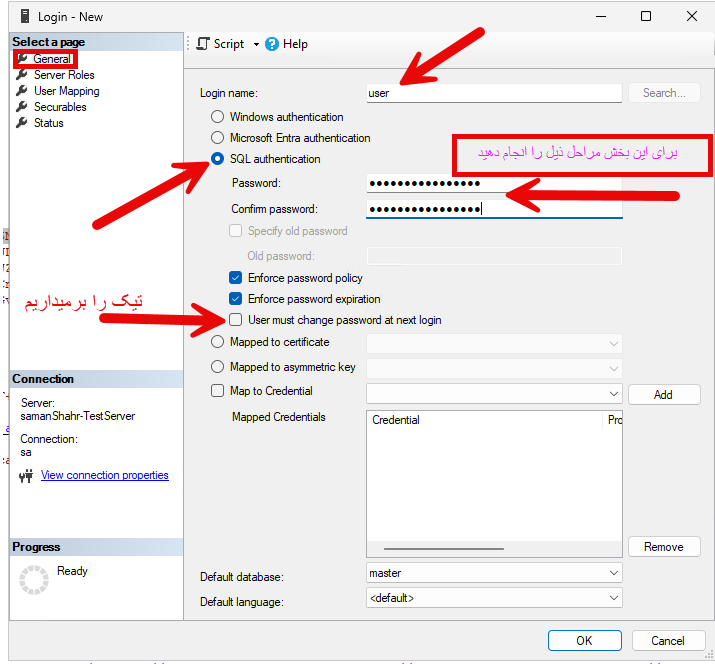 Login - New
Select a page
General
Server Roles
User Mapping
Securables
Status
Script
Help
Login name:
user
Search...
Windows authentication
Microsoft Entra authentication
SQL authentication
برای این بخش مراحل ذیل را انجام دهید
Password:
Confirm password:
Specify old password
Old password:
Enforce password policy
Enforce password expiration
تیک را برمیداریم
User must change password at next login
Mapped to certificate
Mapped to asymmetric key
Map to Credential
Add
Mapped Credentials
Credential
Pro
Remove
Default database:
master
Default language:
<default>
Connection
Server:
samanShahr-TestServer
Connection:
sa
View connection properties
Progress
Ready
OK
Cancel